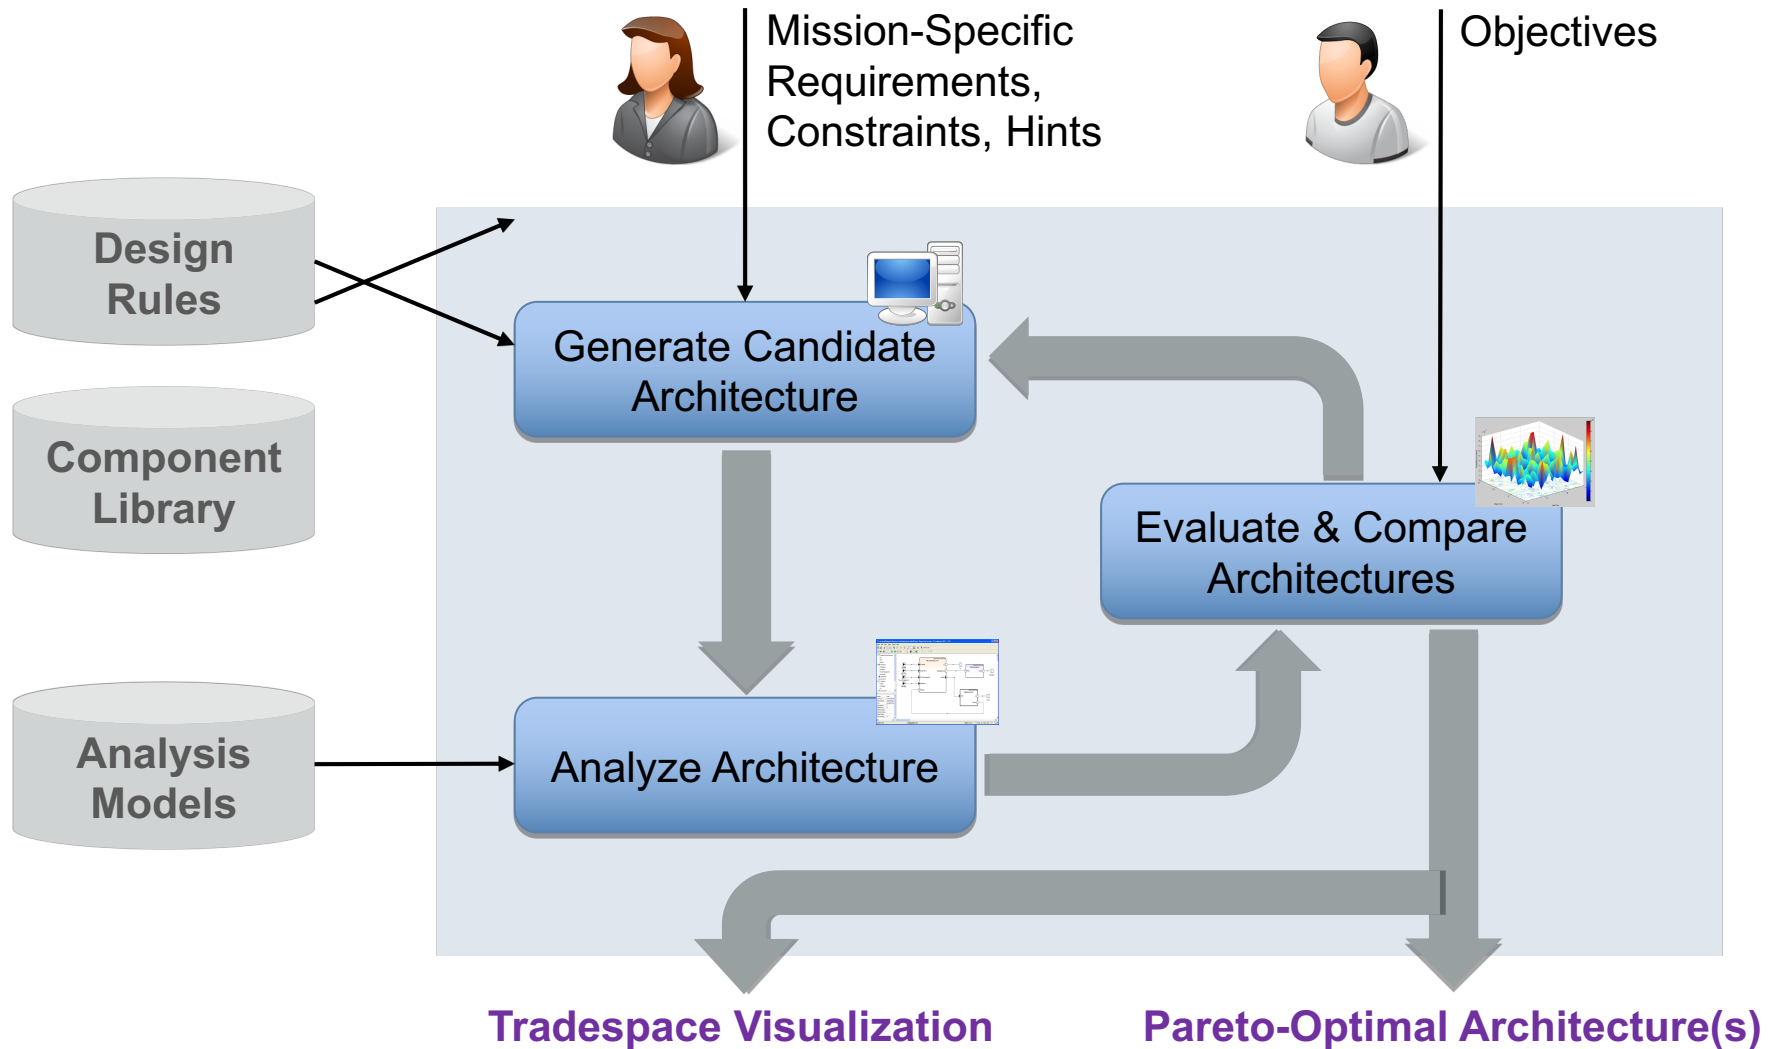 Mission-Specific
Requirements,
Constraints, Hints
Objectives
Design
Rules
Generate Candidate
Architecture
Component
Library
Evaluate & Compare
Architectures
Analysis
Models
Analyze Architecture
Tradespace Visualization
Pareto-Optimal Architecture(s)